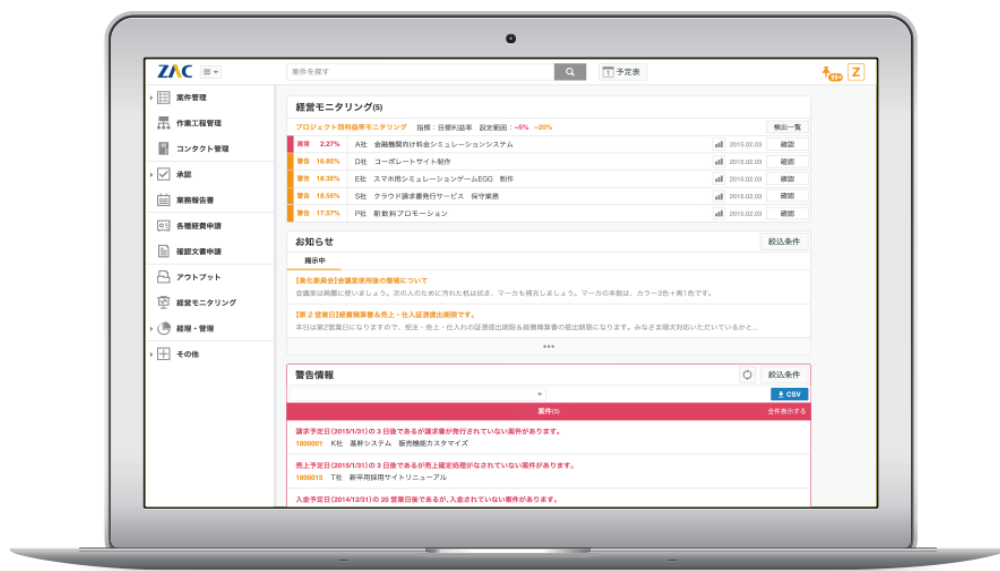 ZAC
案件を探す
1 予定表
99+
Z
案件管理
作業工程管理
コンタクト管理
承認
業務報告書
各種経費申請
確認文書申請
アウトプット
経営モニタリング
経理・管理
その他
経営モニタリング(5)
プロジェクト別利益率モニタリング 指標：目標利益率 設定範囲：-5% -20% 検出一覧
異常 2.27% A社 金融機関向け料金シミュレーションシステム 2015.02.03 確認
警告 16.85% D社 コーポレートサイト制作 2015.02.03 確認
警告 18.35% E社 スマホ用シミュレーションゲームEGG 制作 2015.02.03 確認
警告 18.55% S社 クラウド請求書発行サービス 保守業務 2015.02.03 確認
警告 17.57% P社 新飲料プロモーション 2015.02.03 確認
お知らせ 絞込条件
掲示中
【美化委員会】会議室使用後の整備について
会議室は綺麗に使いましょう。次の人のために汚れた机は拭き、マーカも補充しましょう。マーカの本数は、カラー3色＋黒1色です。
【第 2 営業日】経費精算書＆売上・仕入証憑提出期限です。
本日は第2営業日になりますので、受注・売上・仕入れの証憑提出期限＆経費精算書の提出期限になります。みなさま順次対応いただいているかと...
•••
警告情報 絞込条件
CSV
案件(5) 全件表示する
請求予定日(2015/1/31)の 3 日後であるが請求書が発行されていない案件があります。
1800001 K社 基幹システム 販売機能カスタマイズ
売上予定日(2015/1/31)の 3 日後であるが売上確定処理がなされていない案件があります。
1800015 T社 新卒用採用サイトリニューアル
入金予定日(2014/12/31)の 20 営業日後であるが、入金されていない案件があります。